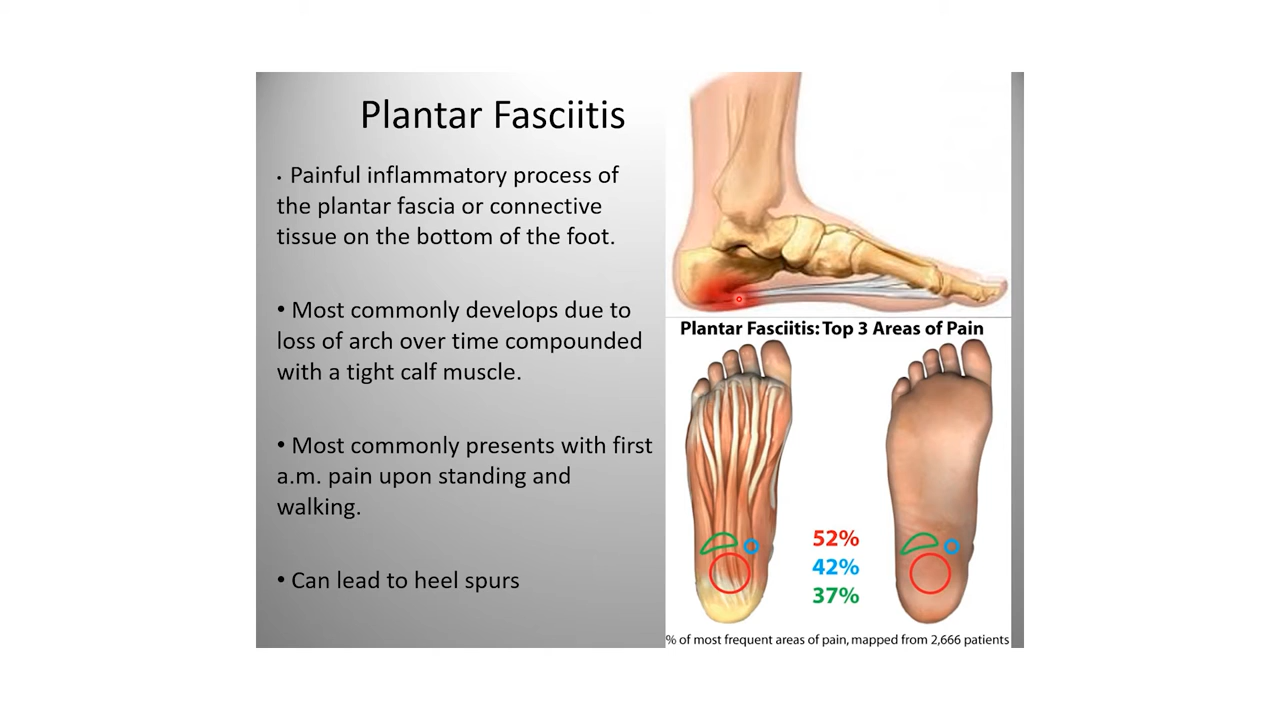 Plantar Fasciitis
• Painful inflammatory process of
the plantar fascia or connective
tissue on the bottom of the foot.
• Most commonly develops due to
loss of arch over time compounded
with a tight calf muscle.
• Most commonly presents with first
a.m. pain upon standing and
walking.
• Can lead to heel spurs
Plantar Fasciitis: Top 3 Areas of Pain
52%
42%
37%
% of most frequent areas of pain, mapped from 2,666 patients